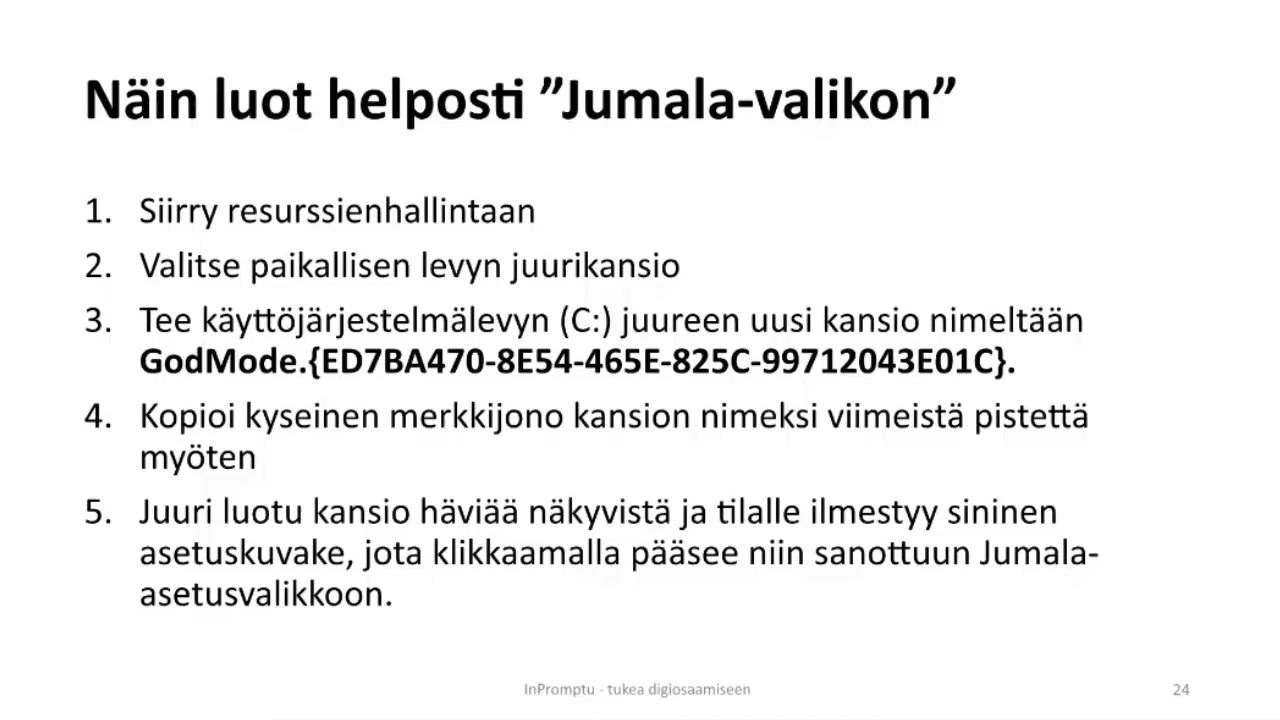 Näin luot helposti ”Jumala-valikon”
1. Siirry resurssienhallintaan
2. Valitse paikallisen levyn juurikansio
3. Tee käyttöjärjestelmälevyn (C:) juureen uusi kansio nimeltään
GodMode.{ED7BA470-8E54-465E-825C-99712043E01C}.
4. Kopioi kyseinen merkkijono kansion nimeksi viimeistä pistettä
myöten
5. Juuri luotu kansio häviää näkyvistä ja tilalle ilmestyy sininen
asetuskuvake, jota klikkaamalla pääsee niin sanottuun Jumala-
asetusvalikkoon.
InPromptu - tukea digiosaamiseen
24